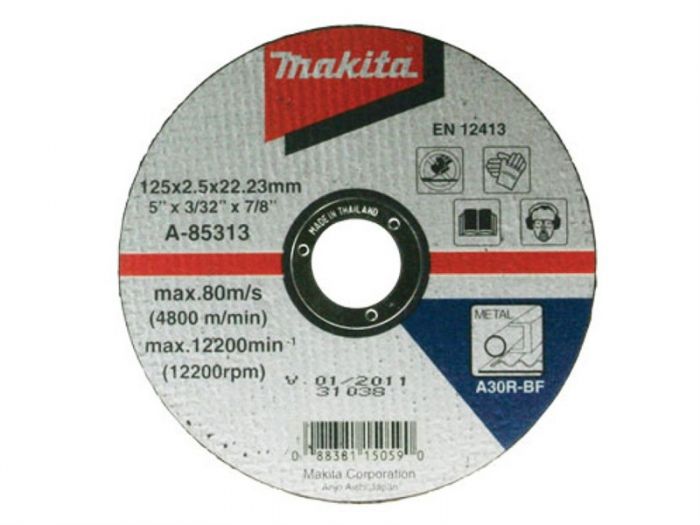 makita
EN 12413
125x2.5x22.23mm
5" x 3/32" x 7/8"
A-85313
MADE IN THAILAND
max.80m/s
(4800 m/min)
max.12200min⁻¹
(12200rpm)
METAL
A30R-BF
V 01/2011
31038
0 88381 15059 0
Makita Corporation
Anjo Aichi Japan